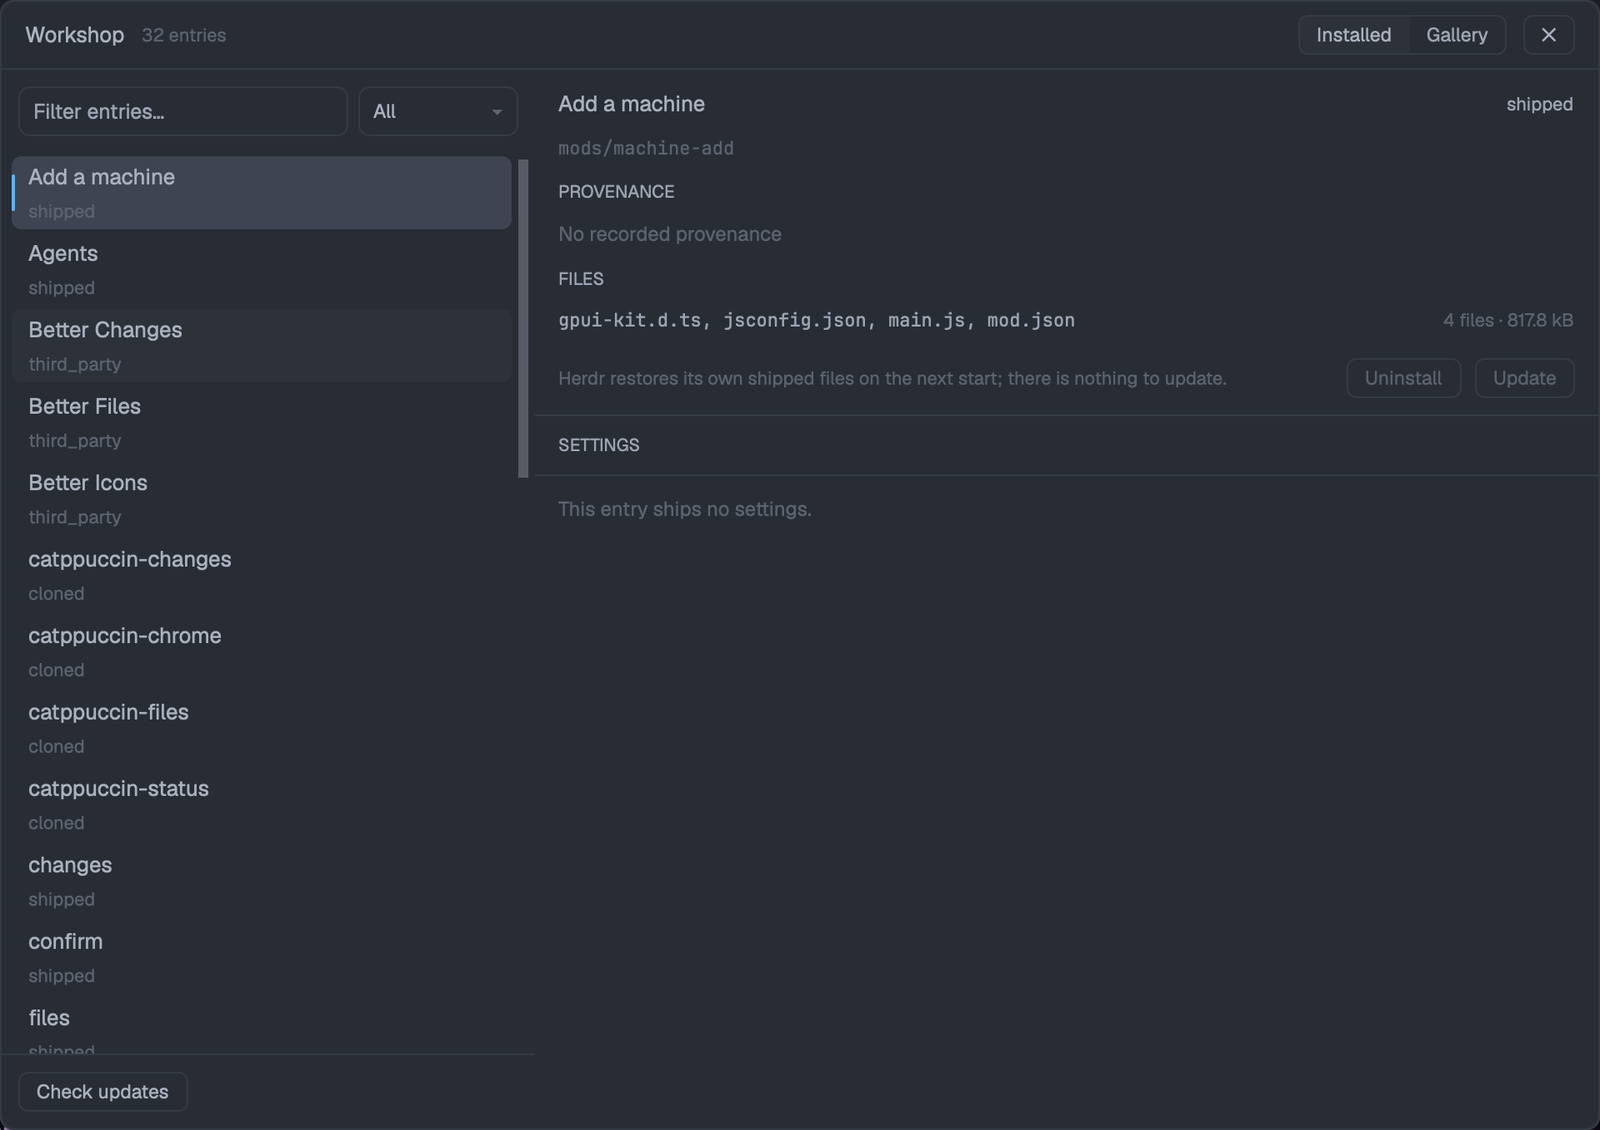 Workshop 32 entries
Installed Gallery
Filter entries...
All
Add a machine
shipped
Agents
shipped
Better Changes
third_party
Better Files
third_party
Better Icons
third_party
catppuccin-changes
cloned
catppuccin-chrome
cloned
catppuccin-files
cloned
catppuccin-status
cloned
changes
shipped
confirm
shipped
files
shipped
Check updates
Add a machine
shipped
mods/machine-add
PROVENANCE
No recorded provenance
FILES
gpui-kit.d.ts, jsconfig.json, main.js, mod.json
4 files · 817.8 kB
Herdr restores its own shipped files on the next start; there is nothing to update.
Uninstall Update
SETTINGS
This entry ships no settings.